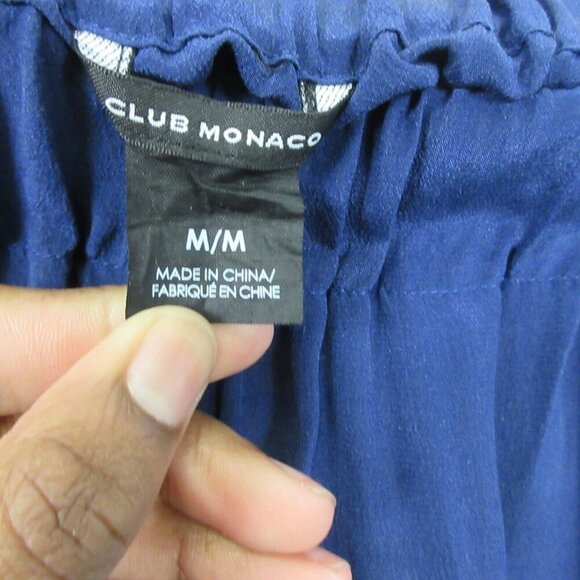 CLUB MONACO
M/M
MADE IN CHINA/
FABRIQUÉ EN CHINE